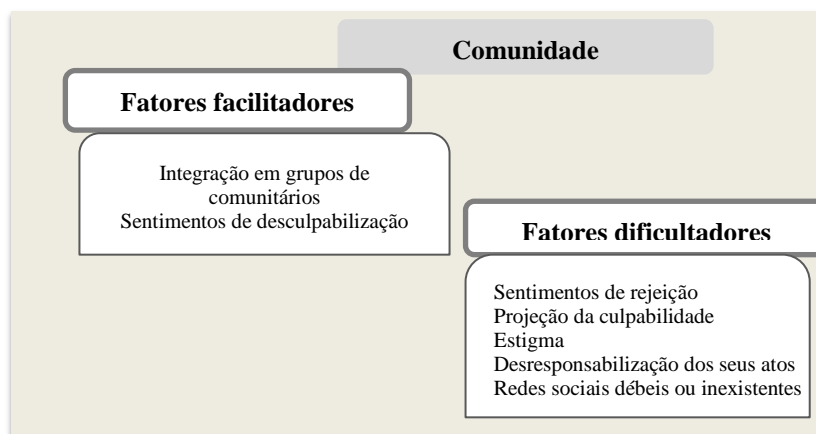 Comunidade
Fatores facilitadores
Integração em grupos de
comunitários
Sentimentos de desculpabilização
Fatores dificultadores
Sentimentos de rejeição
Projeção da culpabilidade
Estigma
Desresponsabilização dos seus atos
Redes sociais débeis ou inexistentes